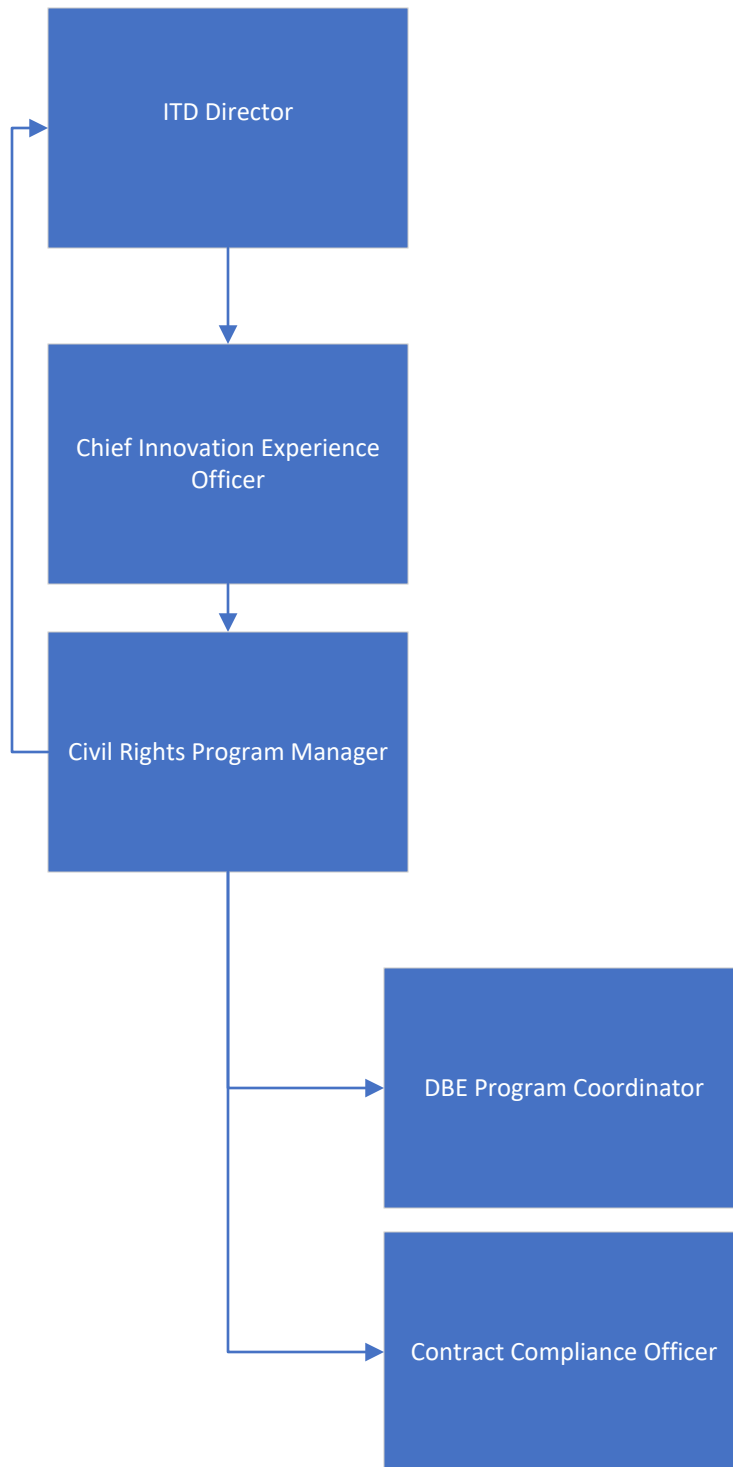 ITD Director
Chief Innovation Experience
Officer
Civil Rights Program Manager
DBE Program Coordinator
Contract Compliance Officer